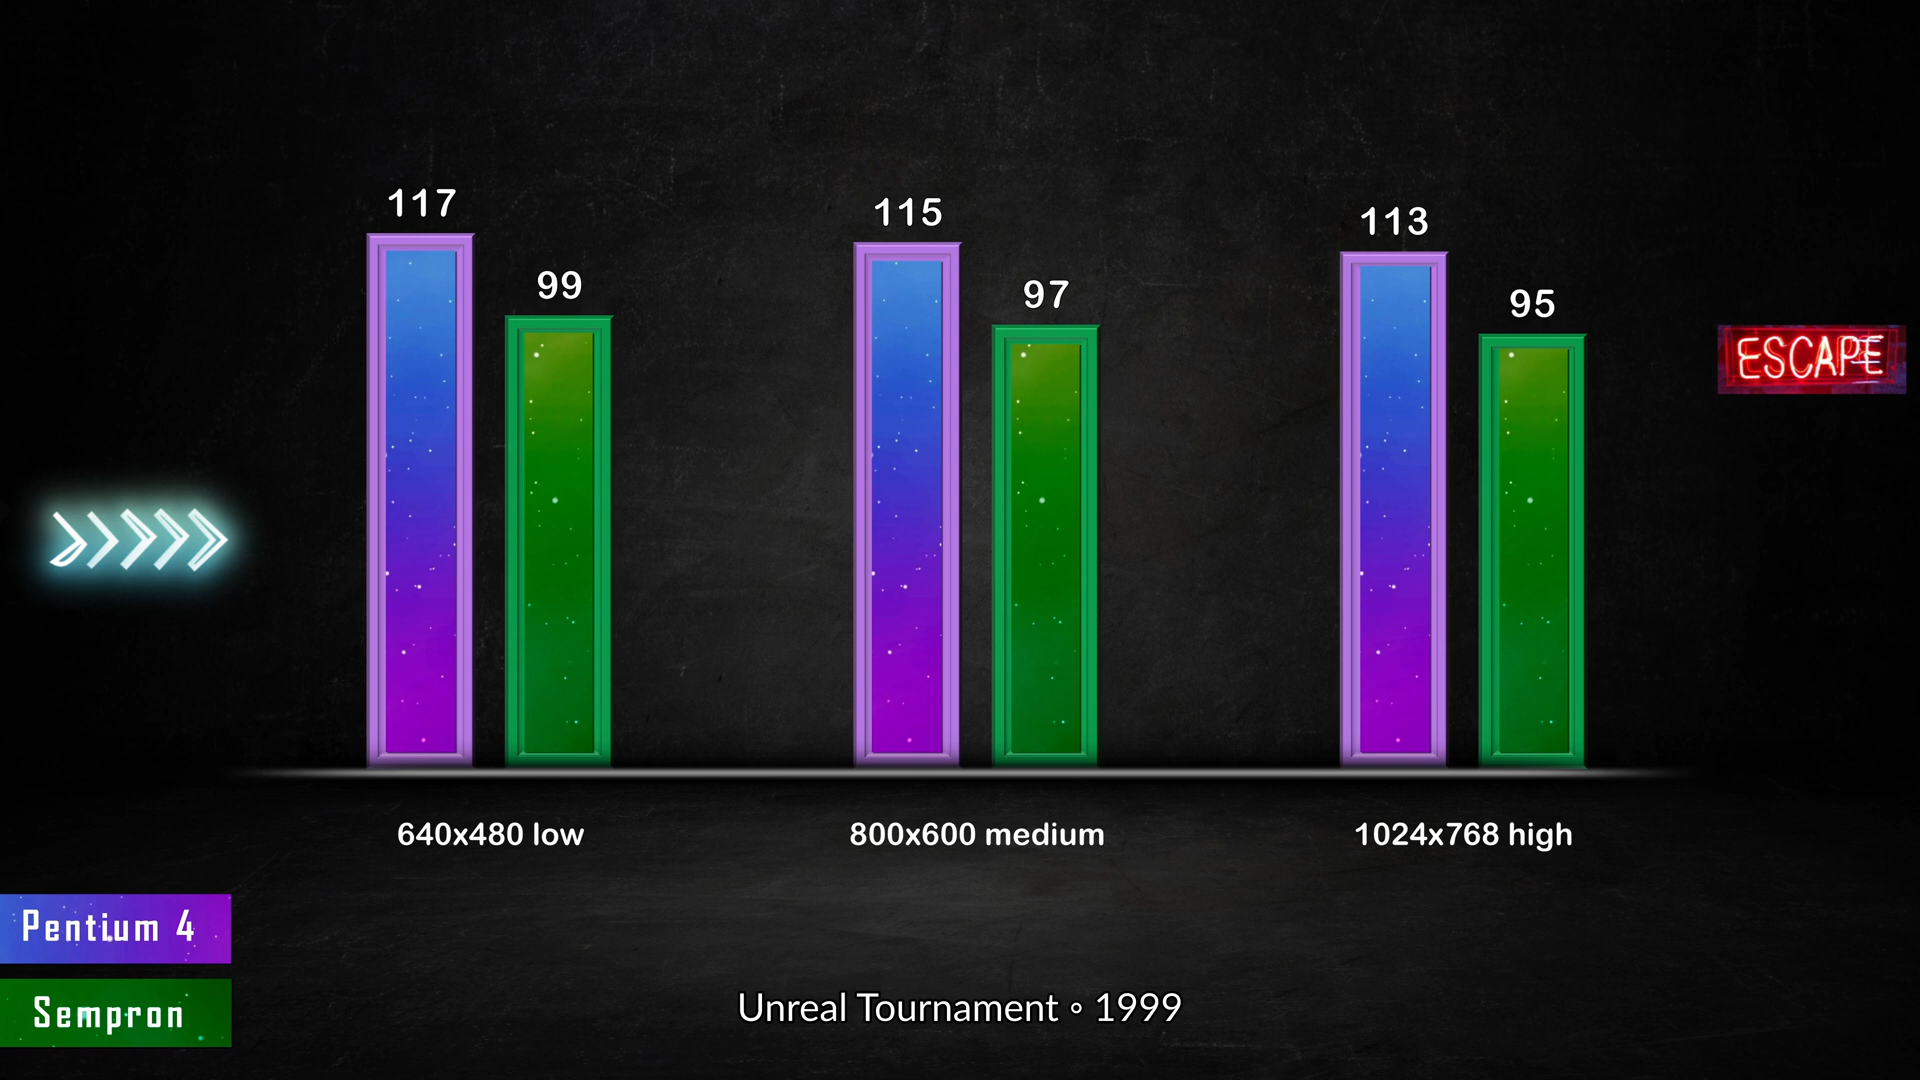 117
99
115
97
113
95
ESCAPE
640x480 low
800x600 medium
1024x768 high
Pentium 4
Sempron
Unreal Tournament ∘ 1999